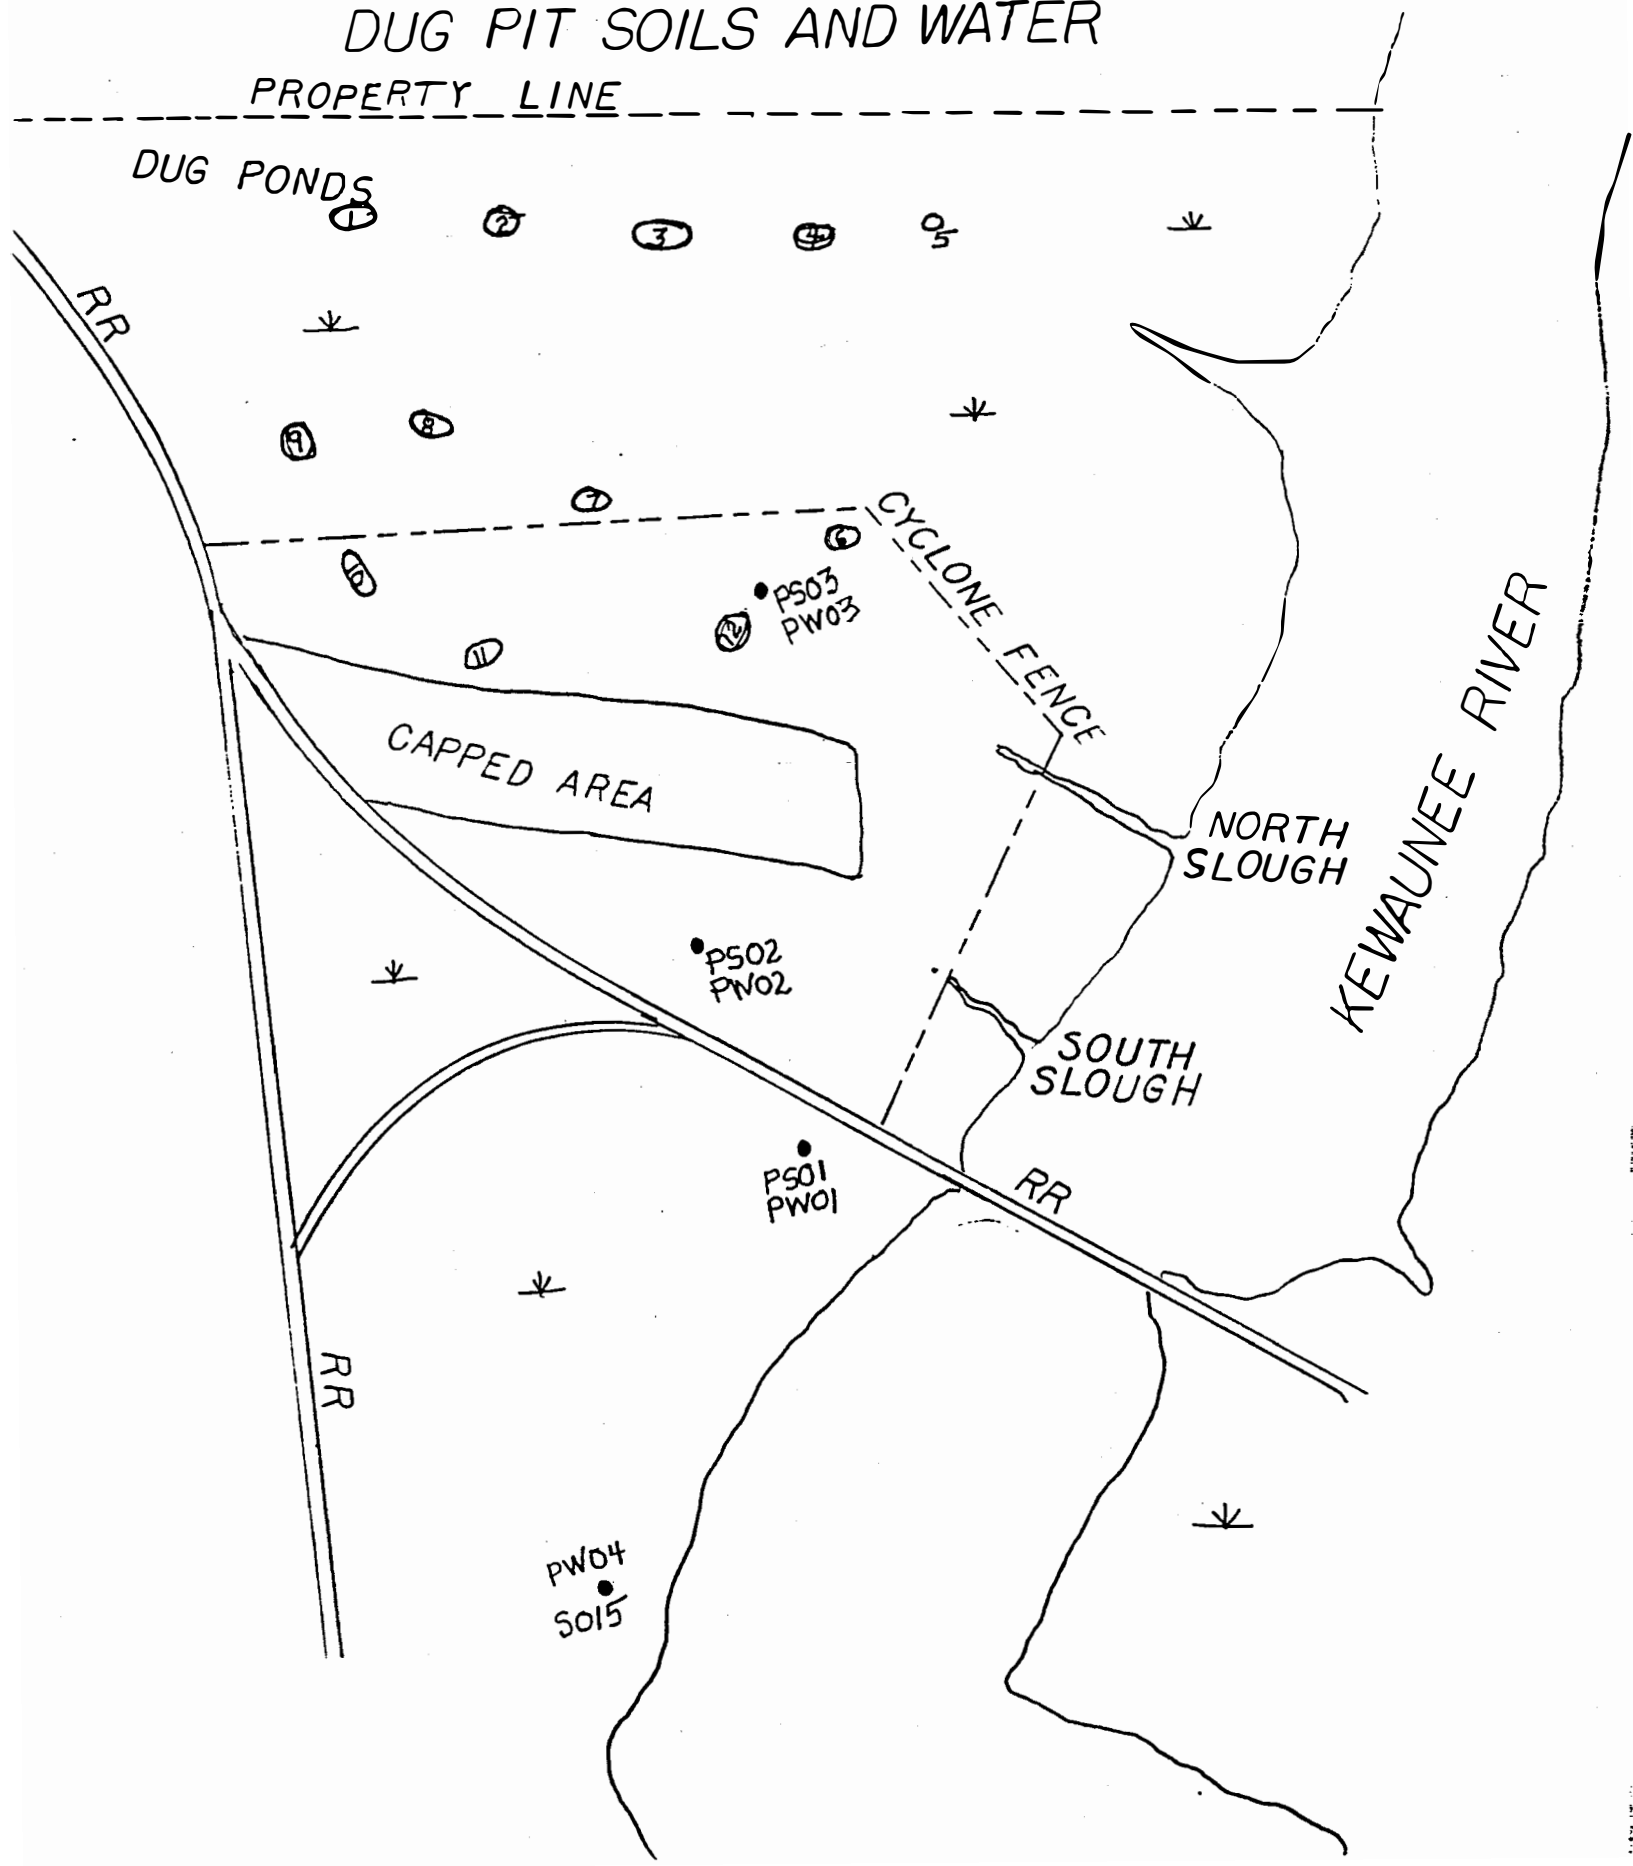 DUG PIT SOILS AND WATER
PROPERTY LINE
DUG PONDS
1
2
3
4
5
RR
9
8
7
CYCLONE FENCE
6
10
PS03
PW03
12
11
CAPPED AREA
KEWAUNEE RIVER
NORTH
SLOUGH
PS02
PW02
SOUTH
SLOUGH
PS01
PW01
RR
RR
PW04
S015